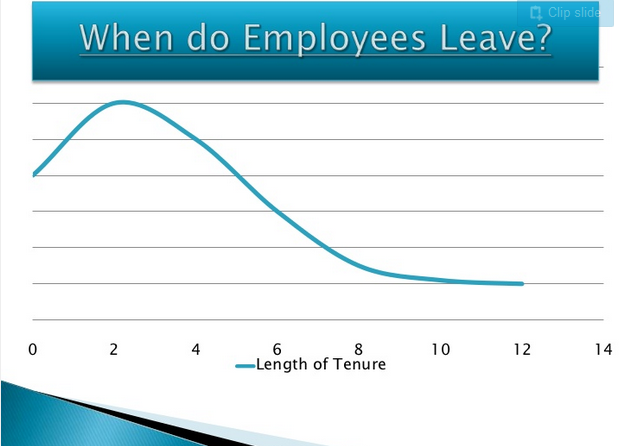 Clip slide
When do Employees Leave?
0 2 4 6 8 10 12 14
Length of Tenure